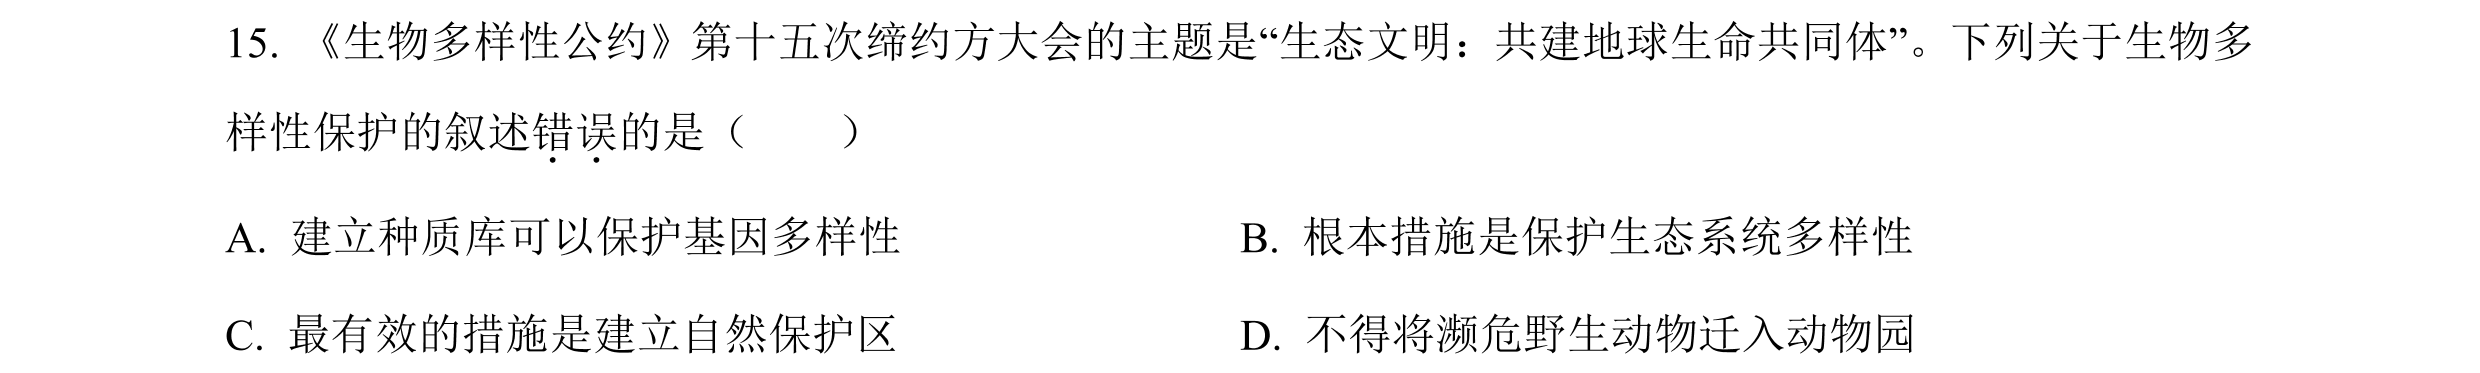 15. 《生物多样性公约》第十五次缔约方大会的主题是“生态文明：共建地球生命共同体”。下列关于生物多
样性保护的叙述错误的是（　　）
A. 建立种质库可以保护基因多样性　　B. 根本措施是保护生态系统多样性
C. 最有效的措施是建立自然保护区　　D. 不得将濒危野生动物迁入动物园